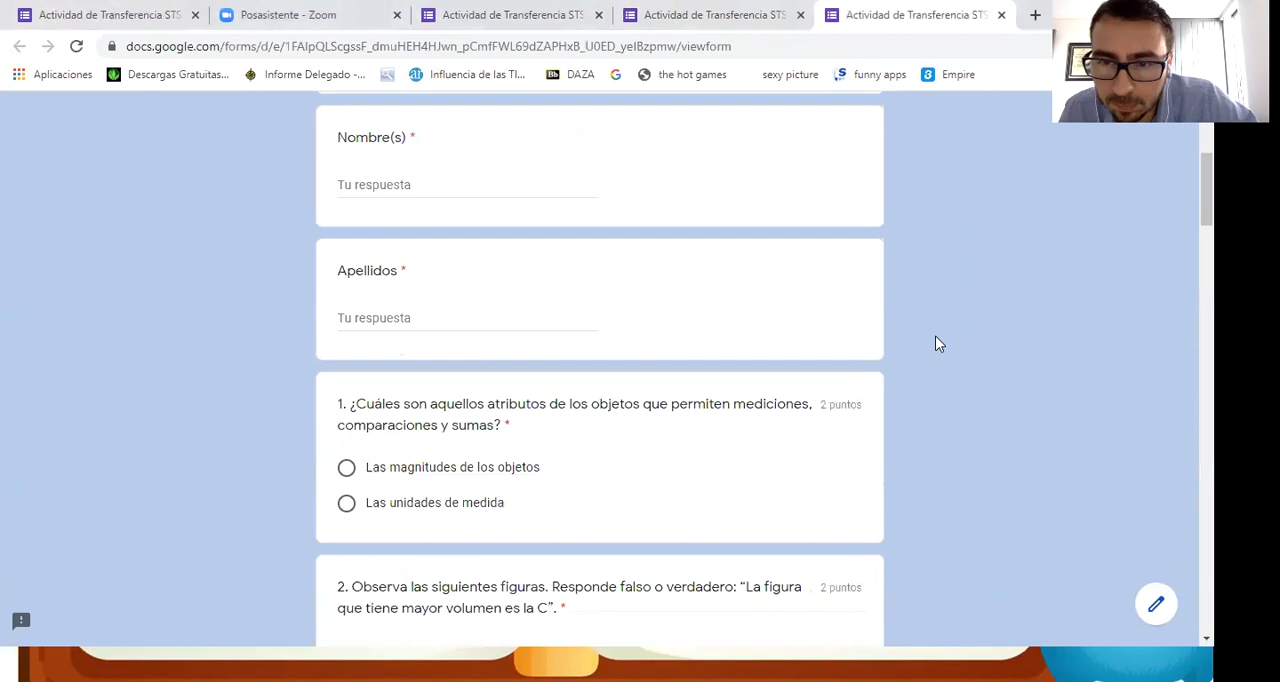 Actividad de Transferencia STS
Posasistente - Zoom
Actividad de Transferencia STS
Actividad de Transferencia STS
Actividad de Transferencia STS
docs.google.com/forms/d/e/1FAIpQLScgssF_dmuHEH4HJwn_pCmfFWL69dZAPHxB_U0ED_yeIBzpmw/viewform
Aplicaciones
Descargas Gratuitas...
Informe Delegado -...
Influencia de las TI...
Bb DAZA
the hot games
sexy picture
funny apps
Empire
Nombre(s) *
Tu respuesta
Apellidos *
Tu respuesta
1. ¿Cuáles son aquellos atributos de los objetos que permiten mediciones, 2 puntos
comparaciones y sumas? *
Las magnitudes de los objetos
Las unidades de medida
2. Observa las siguientes figuras. Responde falso o verdadero: “La figura 2 puntos
que tiene mayor volumen es la C”. *